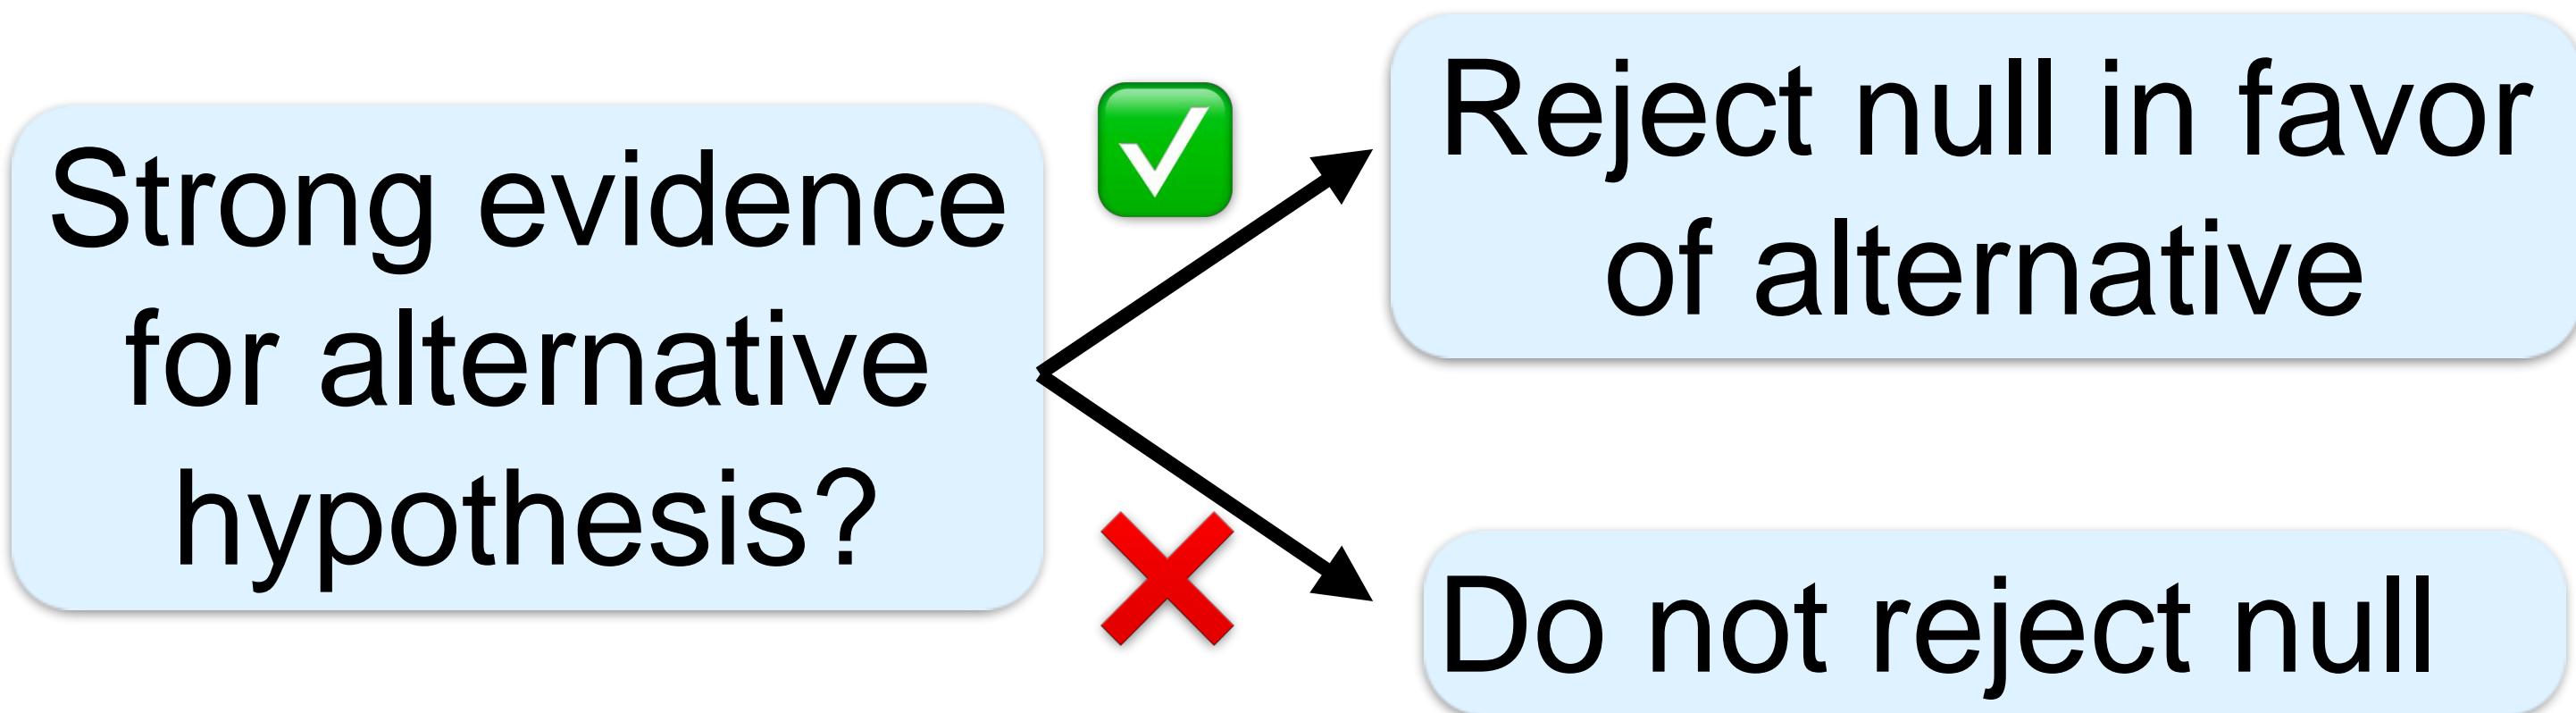 Strong evidence
for alternative
hypothesis?
Reject null in favor
of alternative
Do not reject null